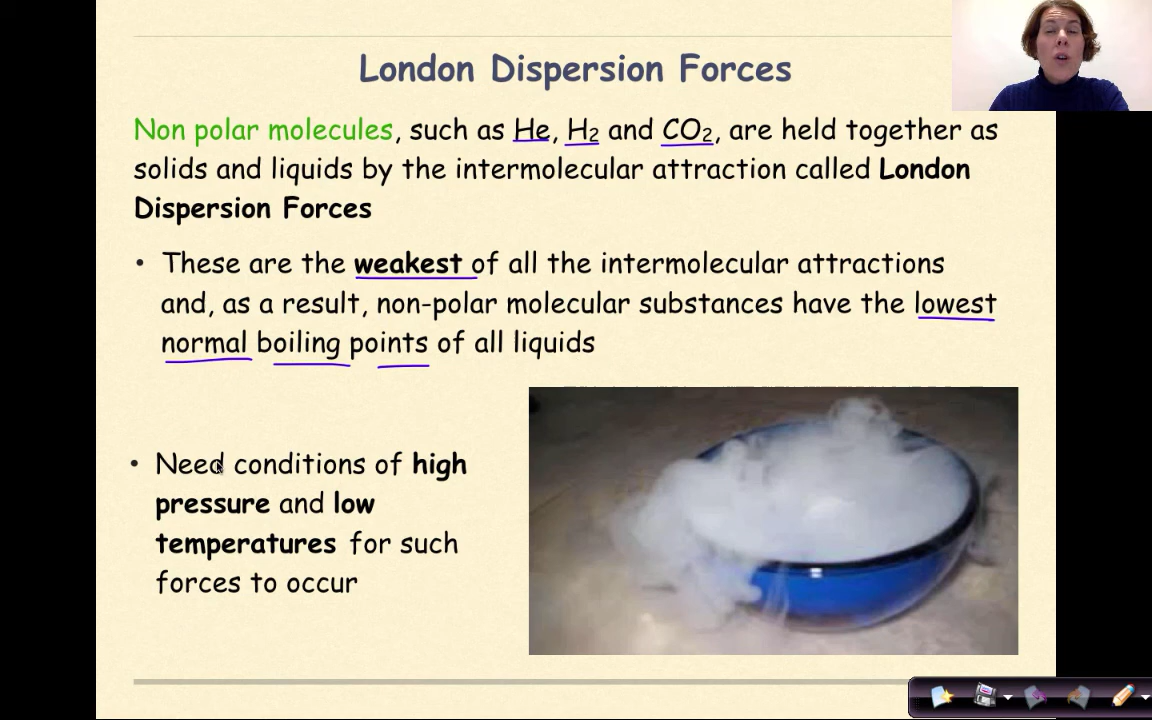 London Dispersion Forces
Non polar molecules, such as He, H₂ and CO₂, are held together as
solids and liquids by the intermolecular attraction called London
Dispersion Forces
• These are the weakest of all the intermolecular attractions
and, as a result, non-polar molecular substances have the lowest
normal boiling points of all liquids
• Need conditions of high
pressure and low
temperatures for such
forces to occur